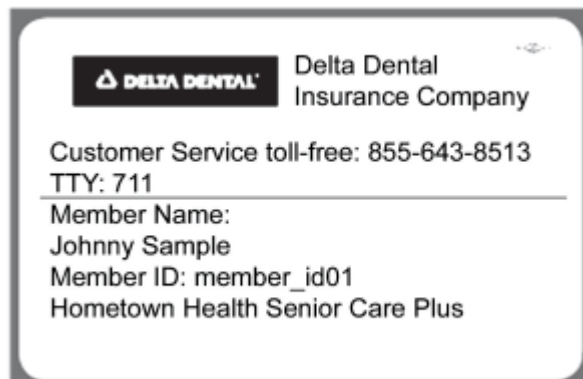 DELTA DENTAL
Delta Dental
Insurance Company
Customer Service toll-free: 855-643-8513
TTY: 711
Member Name:
Johnny Sample
Member ID: member_id01
Hometown Health Senior Care Plus